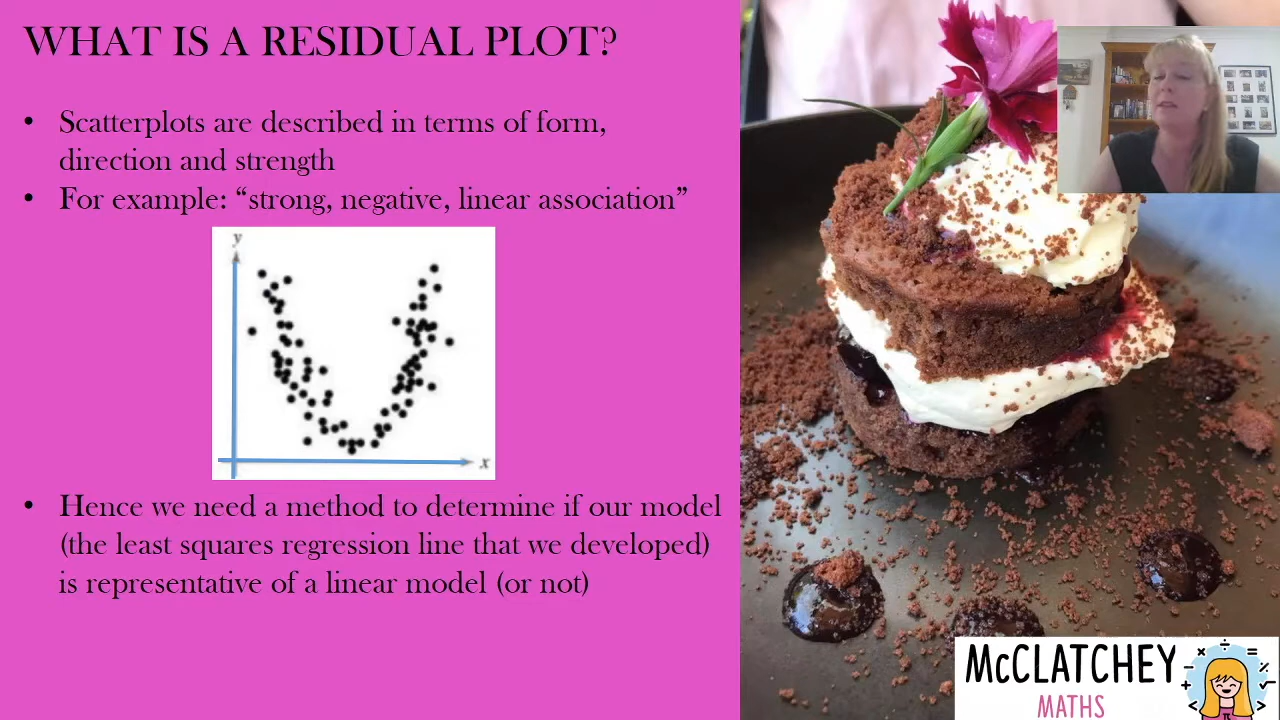 WHAT IS A RESIDUAL PLOT?
• Scatterplots are described in terms of form,
direction and strength
• For example: “strong, negative, linear association”
y
x
• Hence we need a method to determine if our model
(the least squares regression line that we developed)
is representative of a linear model (or not)
McCLATCHEY
MATHS